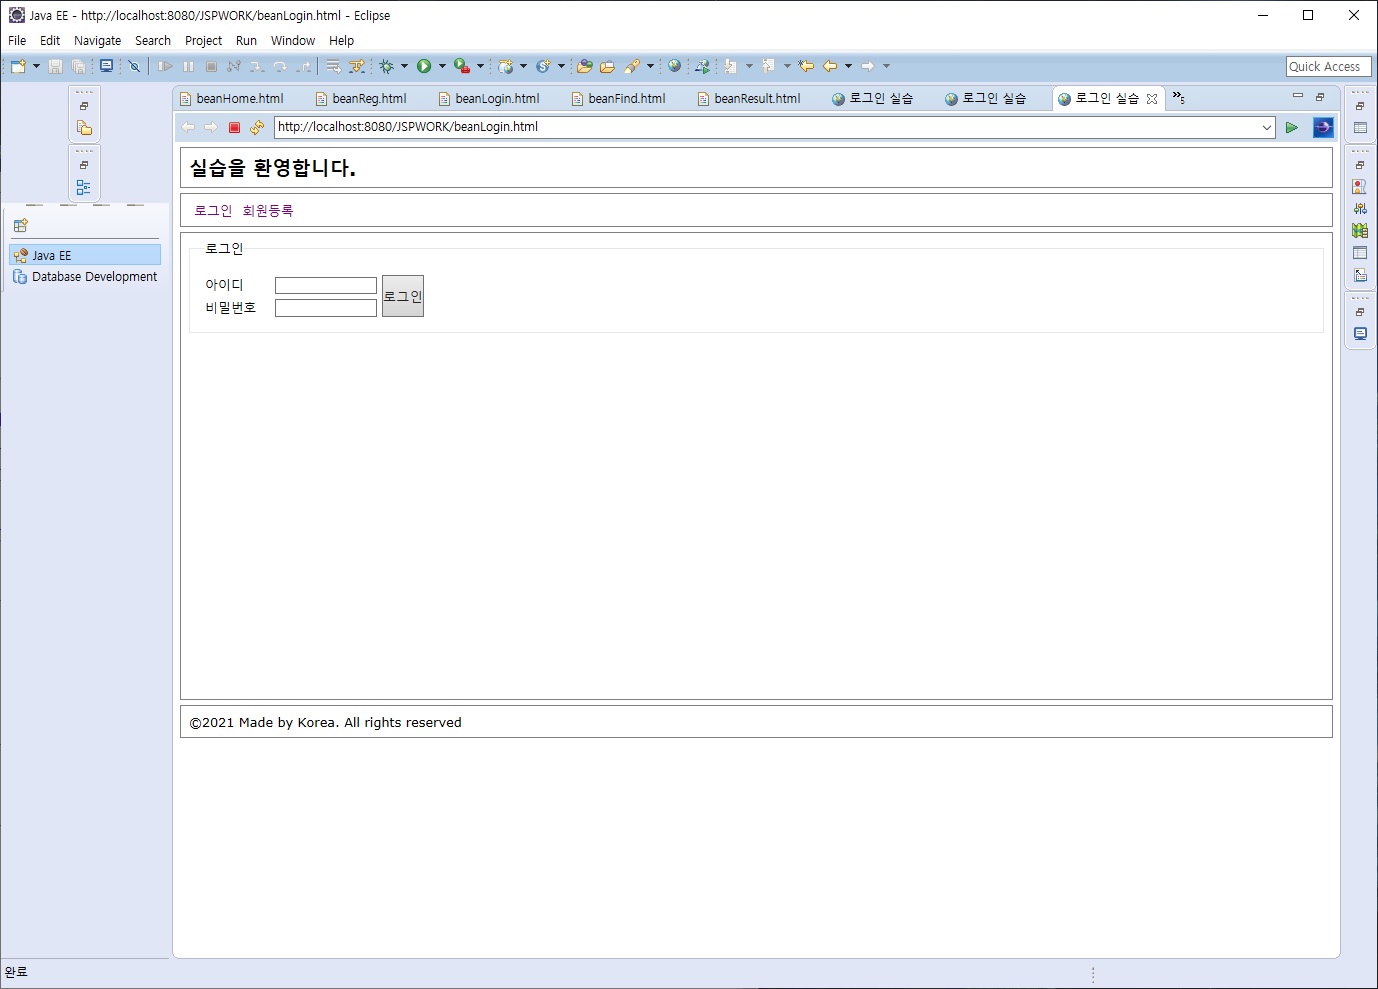 Java EE - http://localhost:8080/JSPWORK/beanLogin.html - Eclipse
File Edit Navigate Search Project Run Window Help
Quick Access
beanHome.html beanReg.html beanLogin.html beanFind.html beanResult.html 로그인 실습 로그인 실습 로그인 실습 »5
http://localhost:8080/JSPWORK/beanLogin.html
실습을 환영합니다.
로그인 회원등록
Java EE
Database Development
로그인
아이디
로그인
비밀번호
©2021 Made by Korea. All rights reserved
완료